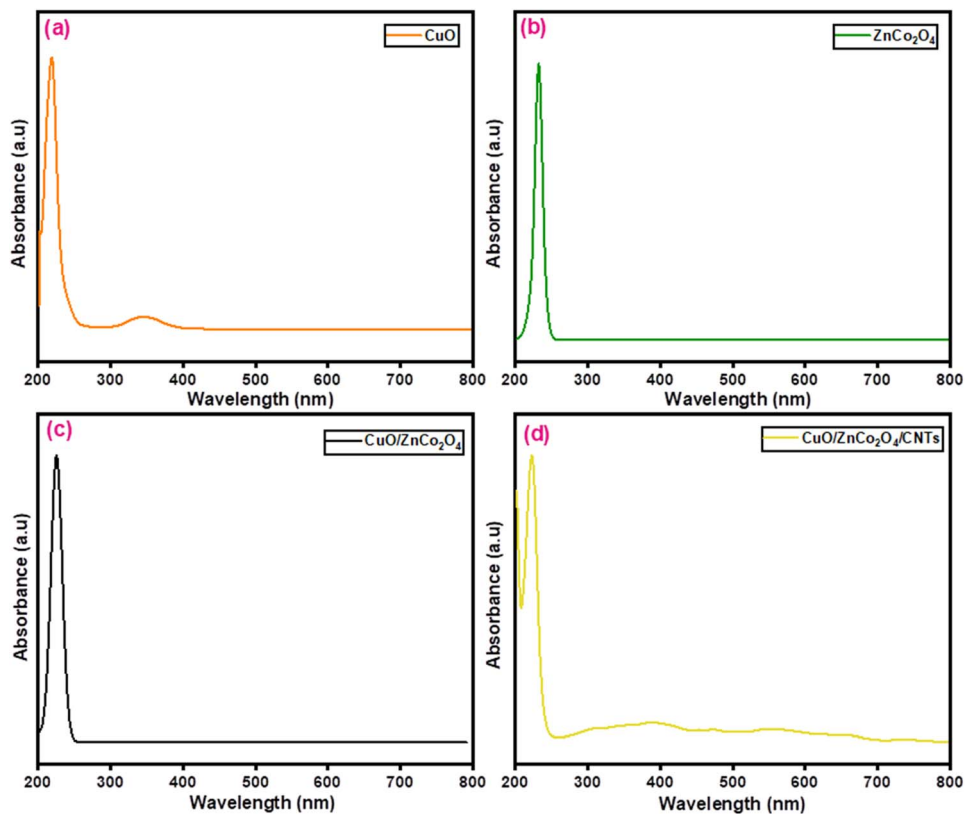 (a)
CuO
Absorbance (a.u)
200 300 400 500 600 700 800
Wavelength (nm)
(b)
ZnCo₂O₄
Absorbance (a.u)
200 300 400 500 600 700 800
Wavelength (nm)
(c)
CuO/ZnCo₂O₄
Absorbance (a.u)
200 300 400 500 600 700 800
Wavelength (nm)
(d)
CuO/ZnCo₂O₄/CNTs
Absorbance (a.u)
200 300 400 500 600 700 800
Wavelength (nm)